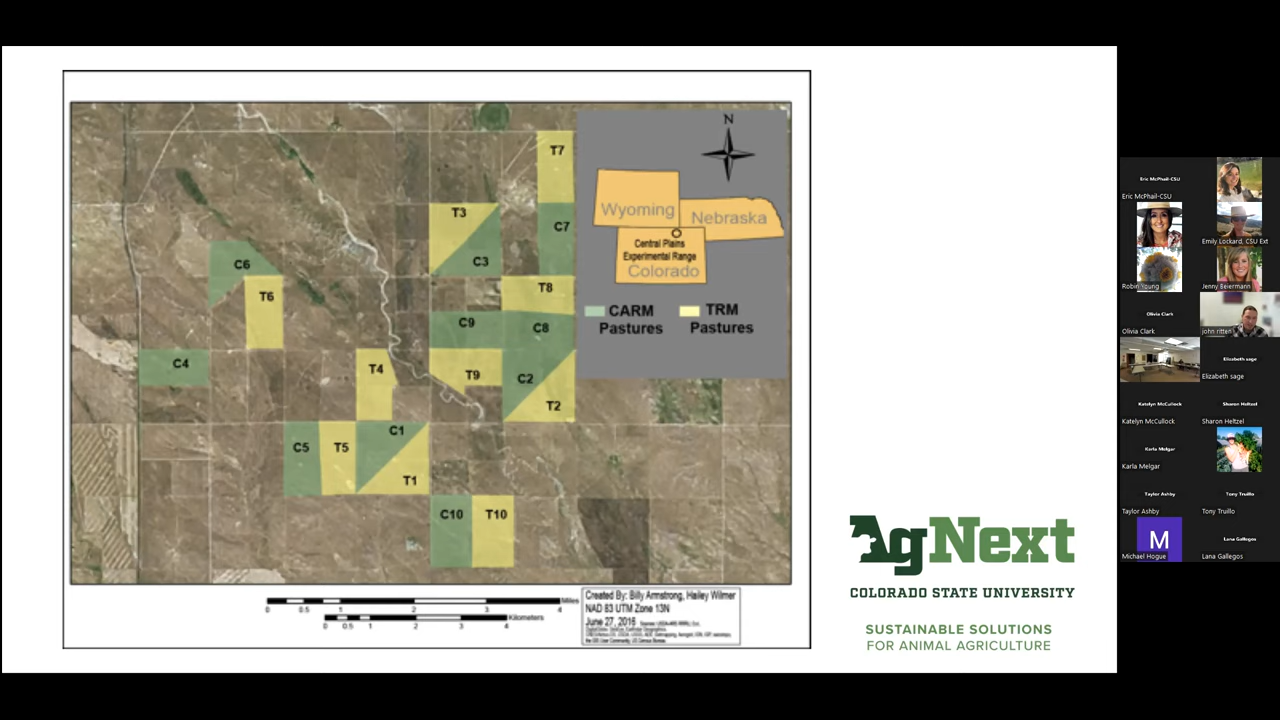 N
T7
Wyoming
T3
Nebraska
C7
Central Plains
Experimental Range
C3
C6
Colorado
T6
T8
CARM
Pastures
TRM
Pastures
C9
C8
C4
T4
T9
C2
T2
C1
C5
T5
T1
C10
T10
0 0.5 1 2 3 4 Miles
0 0.5 1 2 3 4 Kilometers
Created By: Billy Armstrong, Hailey Wilmer
NAD 83 UTM Zone 13N
June 27, 2016
AgNext
COLORADO STATE UNIVERSITY
SUSTAINABLE SOLUTIONS
FOR ANIMAL AGRICULTURE
Eric McPhail-CSU
Eric McPhail-CSU
Emily Lockard, CSU Ext
Robin Young
Jenny Beiermann
Olivia Clark
Olivia Clark
john ritten
Elizabeth sage
Elizabeth sage
Katelyn McCullock
Katelyn McCullock
Sharon Heltzel
Sharon Heltzel
Karla Melgar
Karla Melgar
Taylor Ashby
Taylor Ashby
Tony Truillo
Tony Truillo
M
Michael Hogue
Lana Gallegos
Lana Gallegos